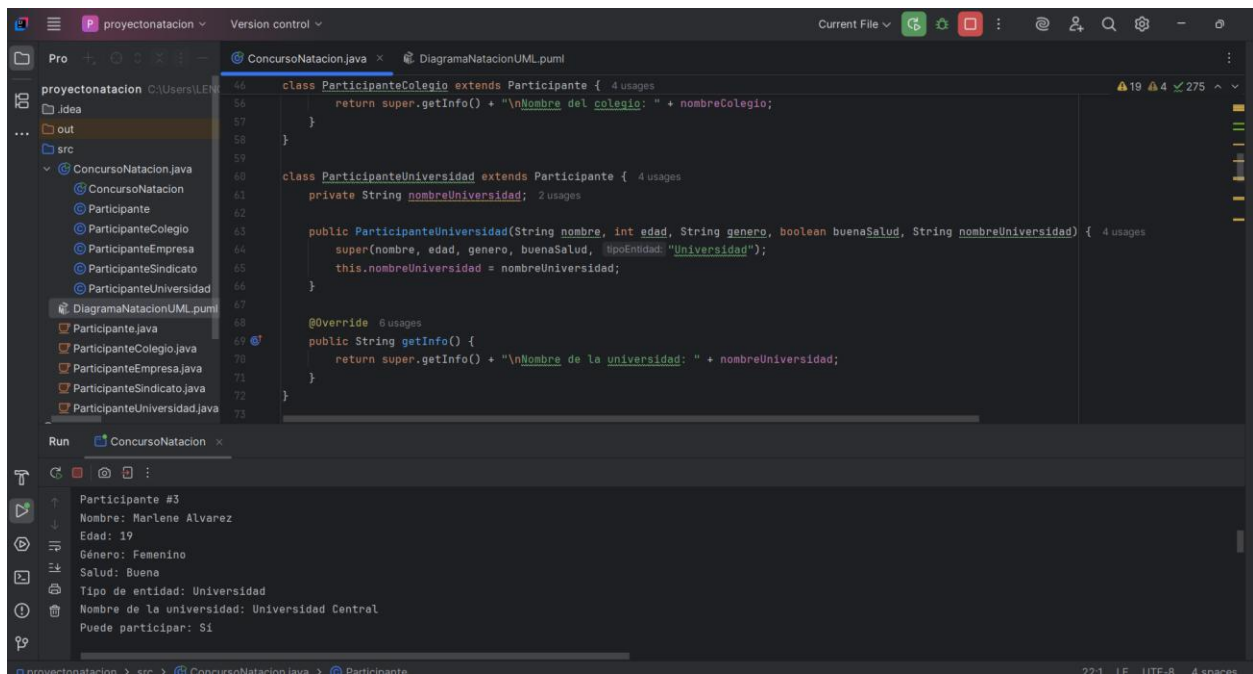 P proyectonatacion Version control Current File
Pro ConcursoNatacion.java DiagramaNatacionUML.puml
proyectonatacion C:\Users\LEN
.idea
out
src
ConcursoNatacion.java
ConcursoNatacion
Participante
ParticipanteColegio
ParticipanteEmpresa
ParticipanteSindicato
ParticipanteUniversidad
DiagramaNatacionUML.puml
Participante.java
ParticipanteColegio.java
ParticipanteEmpresa.java
ParticipanteSindicato.java
ParticipanteUniversidad.java
46 class ParticipanteColegio extends Participante { 4 usages
19 4 275
56 return super.getInfo() + "\nNombre del colegio: " + nombreColegio;
57 }
58 }
59
60 class ParticipanteUniversidad extends Participante { 4 usages
61 private String nombreUniversidad; 2 usages
62
63 public ParticipanteUniversidad(String nombre, int edad, String genero, boolean buenaSalud, String nombreUniversidad) { 4 usages
64 super(nombre, edad, genero, buenaSalud, tipoEntidad: "Universidad");
65 this.nombreUniversidad = nombreUniversidad;
66 }
67
68 @Override 6 usages
69 public String getInfo() {
70 return super.getInfo() + "\nNombre de la universidad: " + nombreUniversidad;
71 }
72 }
73
Run ConcursoNatacion
Participante #3
Nombre: Marlene Alvarez
Edad: 19
Género: Femenino
Salud: Buena
Tipo de entidad: Universidad
Nombre de la universidad: Universidad Central
Puede participar: Sí
proyectonatacion > src > ConcursoNatacion.java > Participante 22:1 LF UTF-8 4 spaces